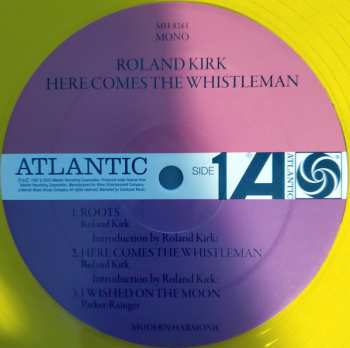 MH-8263
MONO
ROLAND KIRK
HERE COMES THE WHISTLEMAN
ATLANTIC
SIDE 1
ATLANTIC
1. ROOTS
Roland Kirk
Introduction by Roland Kirk:
2. HERE COMES THE WHISTLEMAN
Roland Kirk
Introduction by Roland Kirk:
3. I WISHED ON THE MOON
Parker-Rainger
MODERN HARMONIC